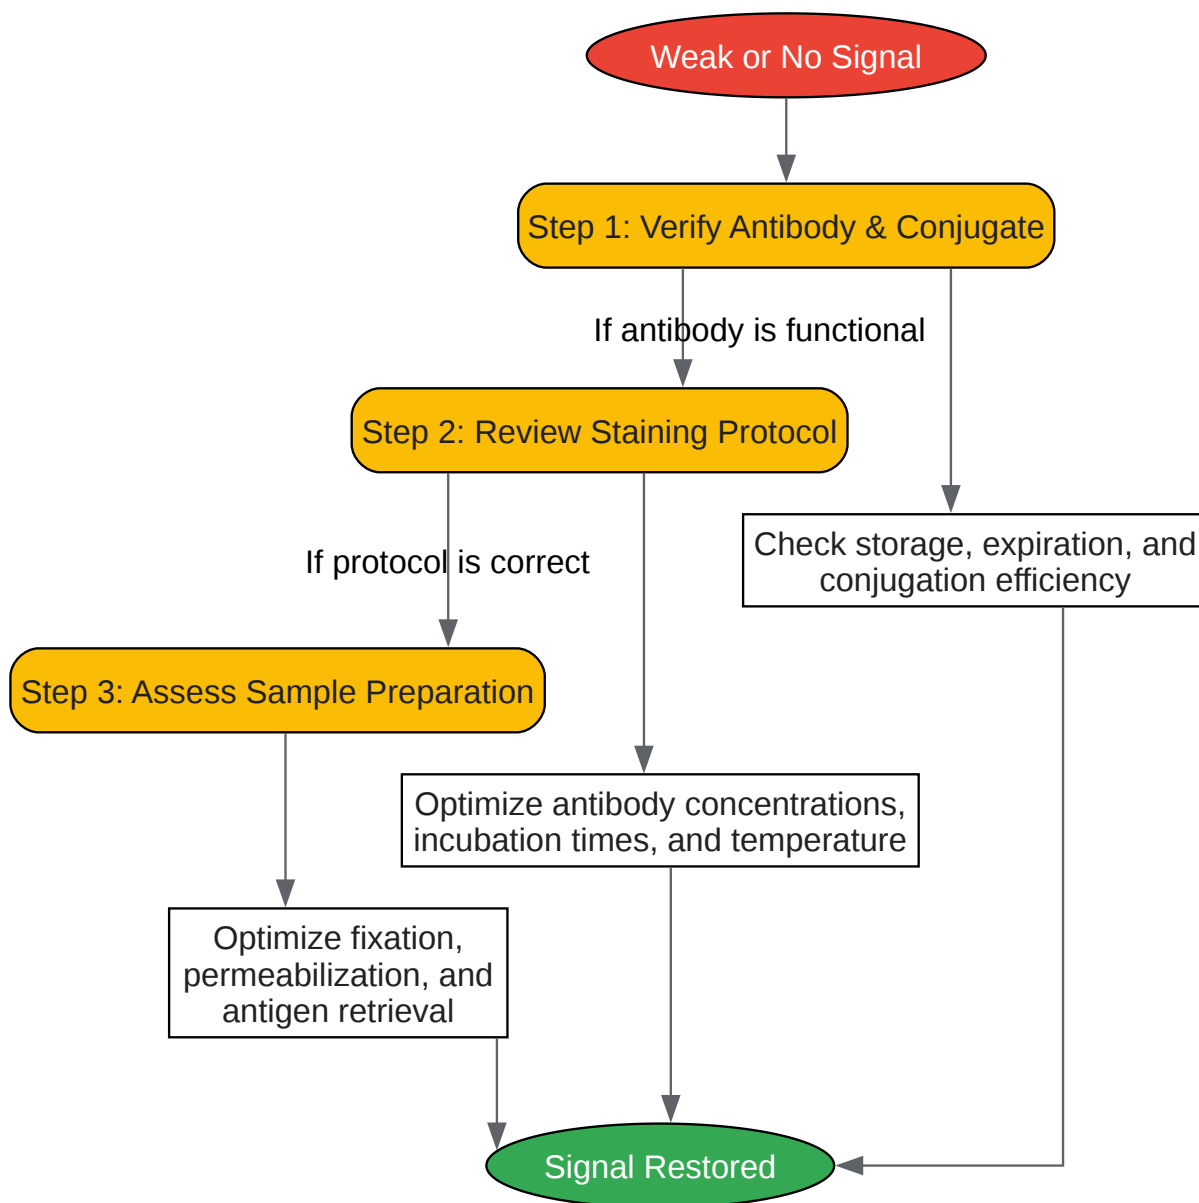 Weak or No Signal
Step 1: Verify Antibody & Conjugate
If antibody is functional
Step 2: Review Staining Protocol
Check storage, expiration, and
conjugation efficiency
If protocol is correct
Step 3: Assess Sample Preparation
Optimize antibody concentrations,
incubation times, and temperature
Optimize fixation,
permeabilization, and
antigen retrieval
Signal Restored